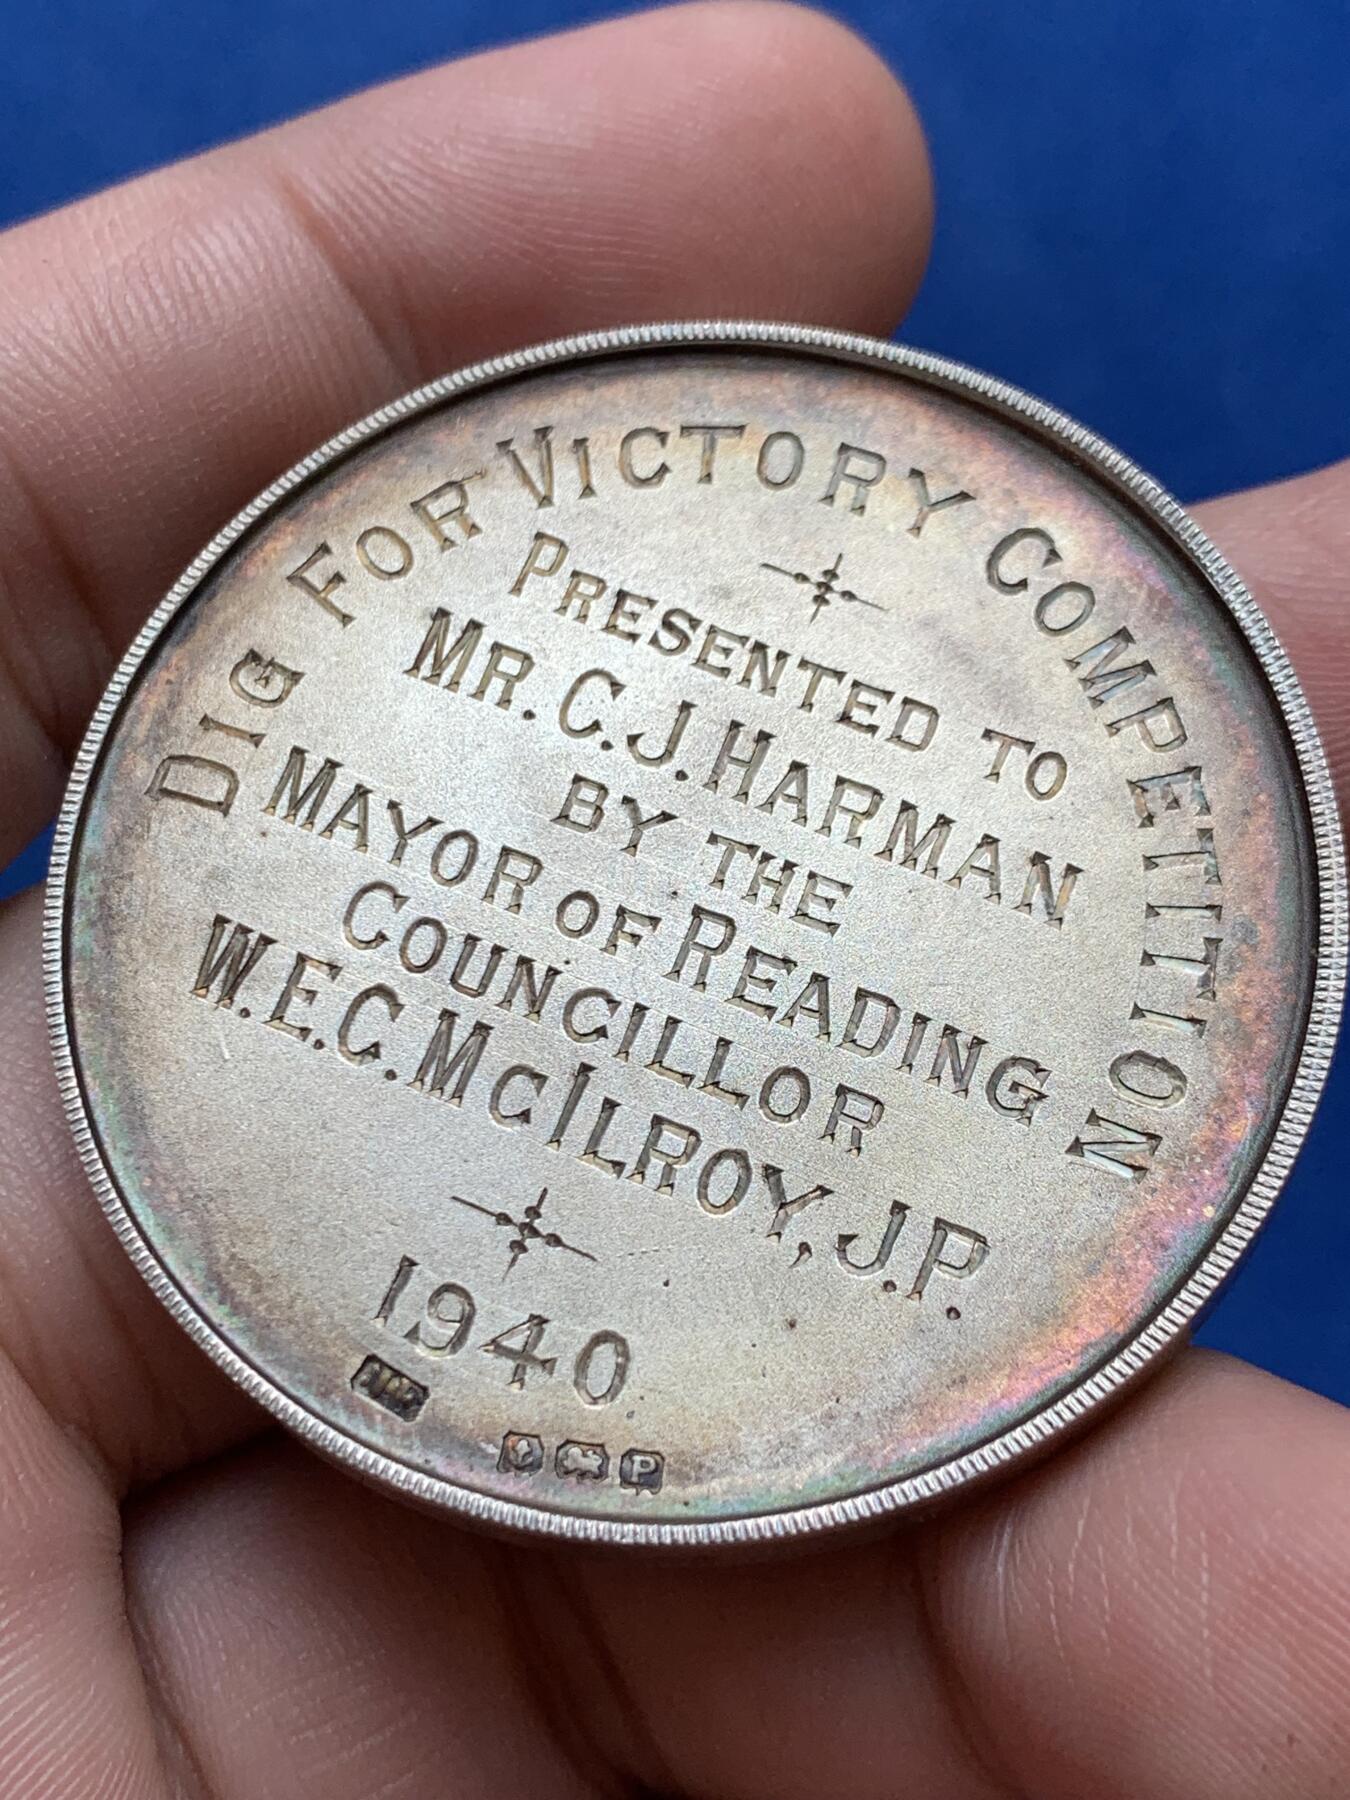 DIG FOR VICTORY COMPETITION
PRESENTED TO
MR. C. J. HARMAN
BY THE
MAYOR OF READING
COUNCILLOR
W. E. C. MCILROY, J.P.
1940
P